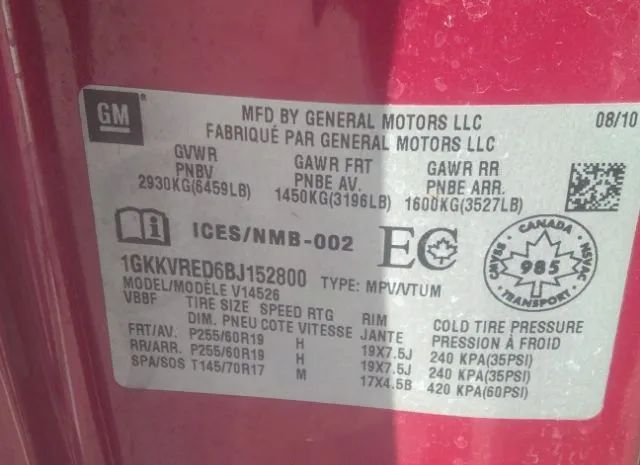 GM
MFD BY GENERAL MOTORS LLC 08/10
FABRIQUÉ PAR GENERAL MOTORS LLC
GVWR GAWR FRT GAWR RR
PNBV PNBE AV. PNBE ARR.
2930KG(6459LB) 1450KG(3196LB) 1600KG(3527LB)
ICES/NMB-002 EC
CANADA
CMVSS 985 NSVAC
TRANSPORT
1GKKVRED6BJ152800 TYPE: MPV/VTUM
MODEL/MODÈLE V14526
VBBF TIRE SIZE SPEED RTG RIM COLD TIRE PRESSURE
DIM. PNEU COTE VITESSE JANTE PRESSION À FROID
FRT/AV. P255/60R19 H 19X7.5J 240 KPA(35PSI)
RR/ARR. P255/60R19 H 19X7.5J 240 KPA(35PSI)
SPA/SOS T145/70R17 M 17X4.5B 420 KPA(60PSI)